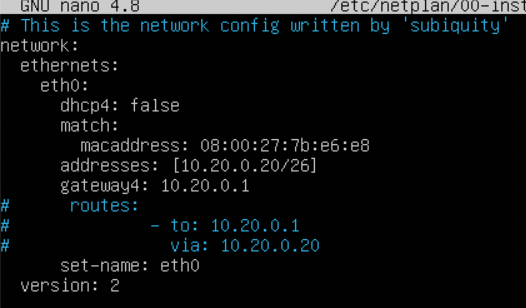 GNU nano 4.8 /etc/netplan/00-inst
# This is the network config written by 'subiquity'
network:
  ethernets:
    eth0:
      dhcp4: false
      match:
        macaddress: 08:00:27:7b:e6:e8
      addresses: [10.20.0.20/26]
      gateway4: 10.20.0.1
#      routes:
#              - to: 10.20.0.1
#                via: 10.20.0.20
      set-name: eth0
  version: 2